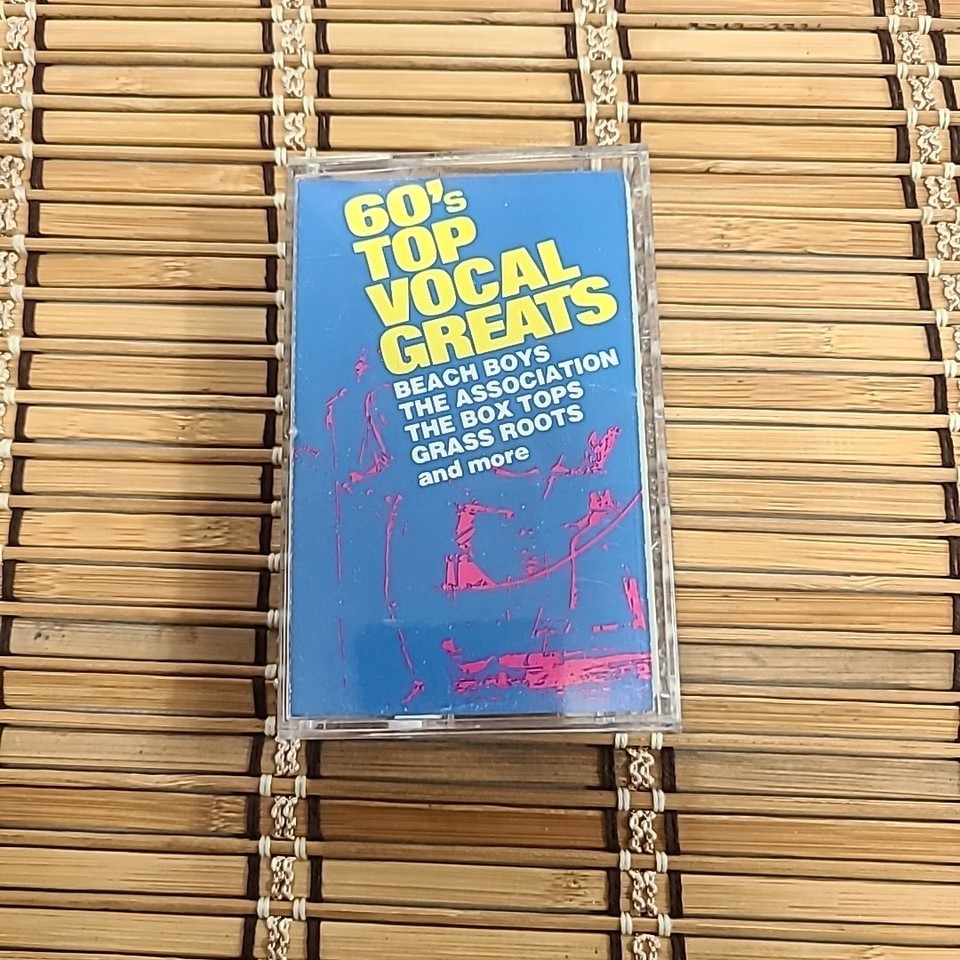 60's
TOP
VOCAL
GREATS
BEACH BOYS
THE ASSOCIATION
THE BOX TOPS
GRASS ROOTS
and more